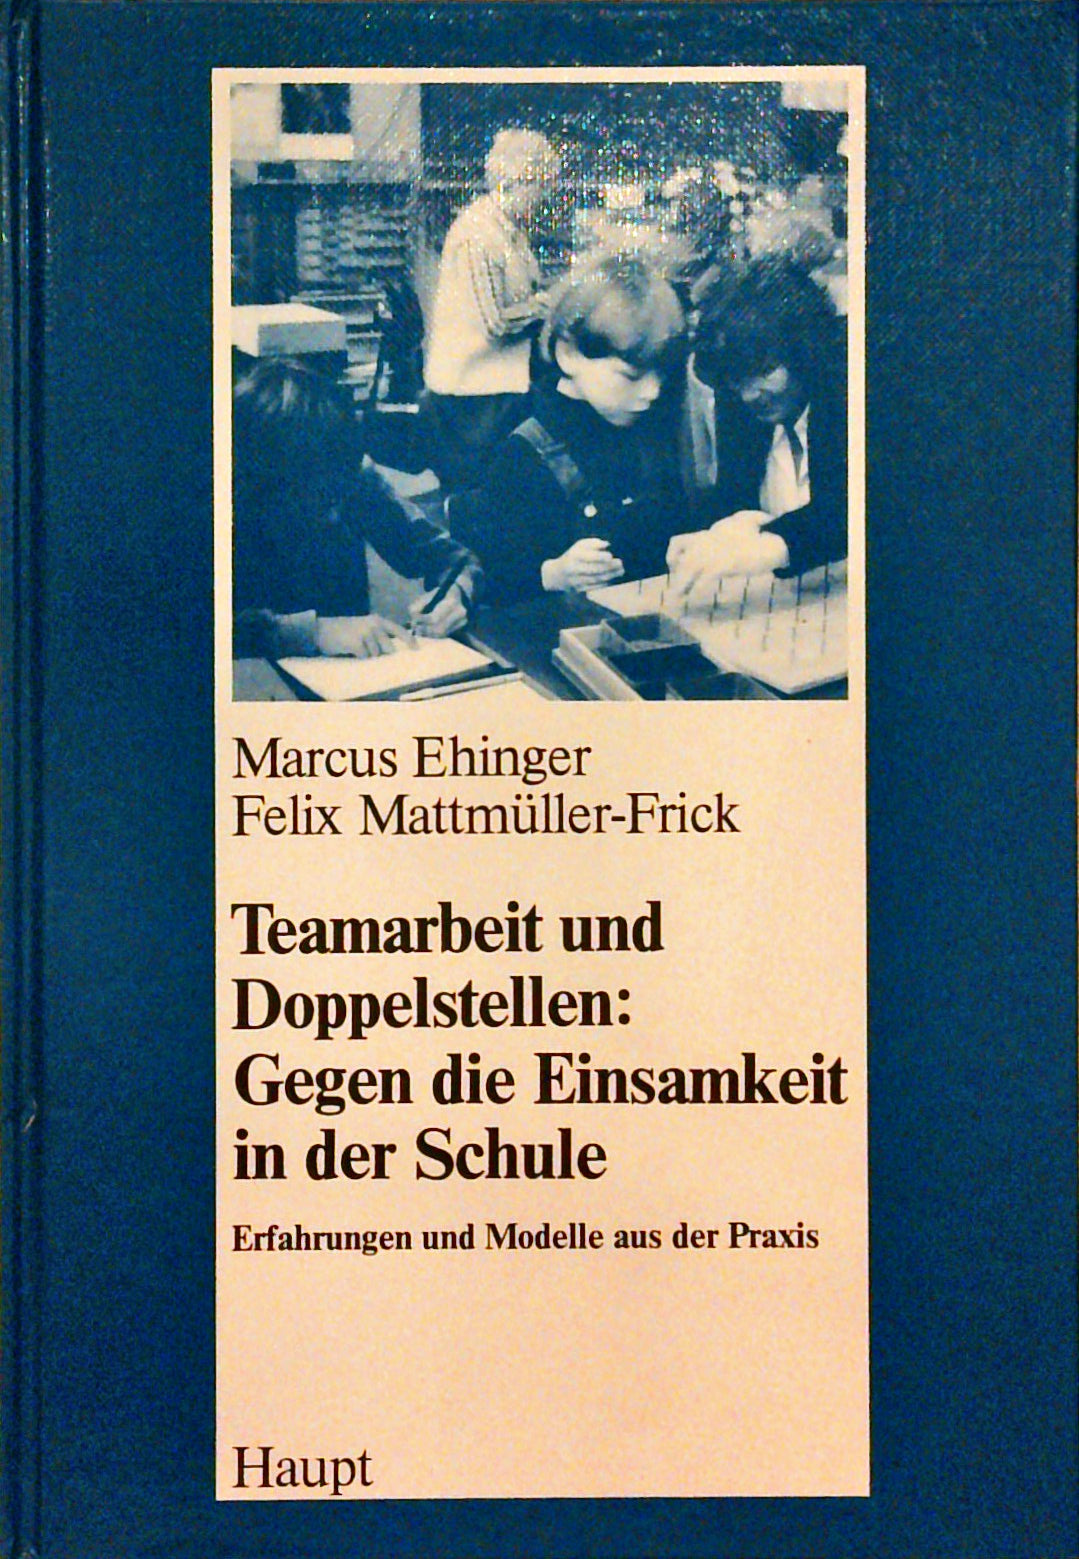 Marcus Ehinger
Felix Mattmüller-Frick
Teamarbeit und
Doppelstellen:
Gegen die Einsamkeit
in der Schule
Erfahrungen und Modelle aus der Praxis
Haupt